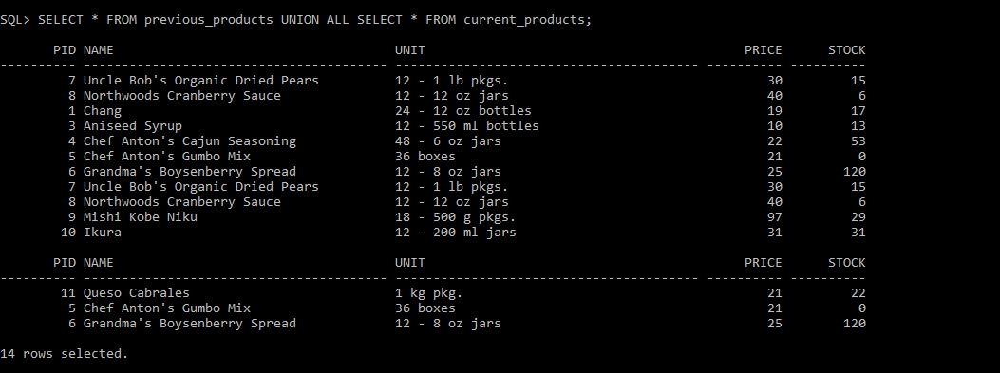 SQL> SELECT * FROM previous_products UNION ALL SELECT * FROM current_products;
PID NAME UNIT PRICE STOCK
---------- ---------------------------------------- ---------------------------------------- ---------- ----------
7 Uncle Bob's Organic Dried Pears 12 - 1 lb pkgs. 30 15
8 Northwoods Cranberry Sauce 12 - 12 oz jars 40 6
1 Chang 24 - 12 oz bottles 19 17
3 Aniseed Syrup 12 - 550 ml bottles 10 13
4 Chef Anton's Cajun Seasoning 48 - 6 oz jars 22 53
5 Chef Anton's Gumbo Mix 36 boxes 21 0
6 Grandma's Boysenberry Spread 12 - 8 oz jars 25 120
7 Uncle Bob's Organic Dried Pears 12 - 1 lb pkgs. 30 15
8 Northwoods Cranberry Sauce 12 - 12 oz jars 40 6
9 Mishi Kobe Niku 18 - 500 g pkgs. 97 29
10 Ikura 12 - 200 ml jars 31 31
PID NAME UNIT PRICE STOCK
---------- ---------------------------------------- ---------------------------------------- ---------- ----------
11 Queso Cabrales 1 kg pkg. 21 22
5 Chef Anton's Gumbo Mix 36 boxes 21 0
6 Grandma's Boysenberry Spread 12 - 8 oz jars 25 120
14 rows selected.